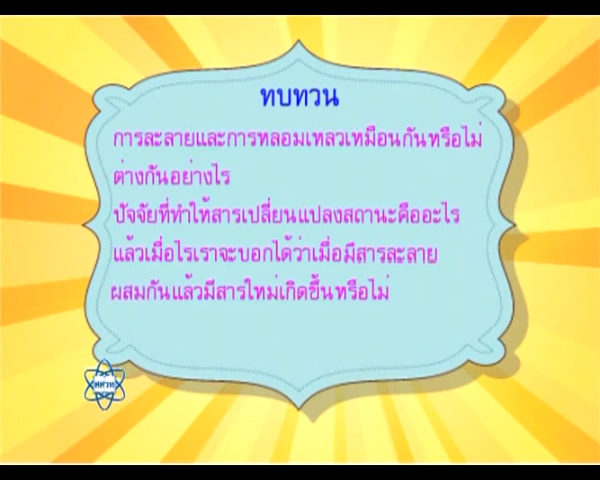 ทบทวน
การละลายและการหลอมเหลวเหมือนกันหรือไม่
ต่างกันอย่างไร
ปัจจัยที่ทำให้สารเปลี่ยนแปลงสถานะคืออะไร
แล้วเมื่อไรเราจะบอกได้ว่าเมื่อมีสารละลาย
ผสมกันแล้วมีสารใหม่เกิดขึ้นหรือไม่
สสวท